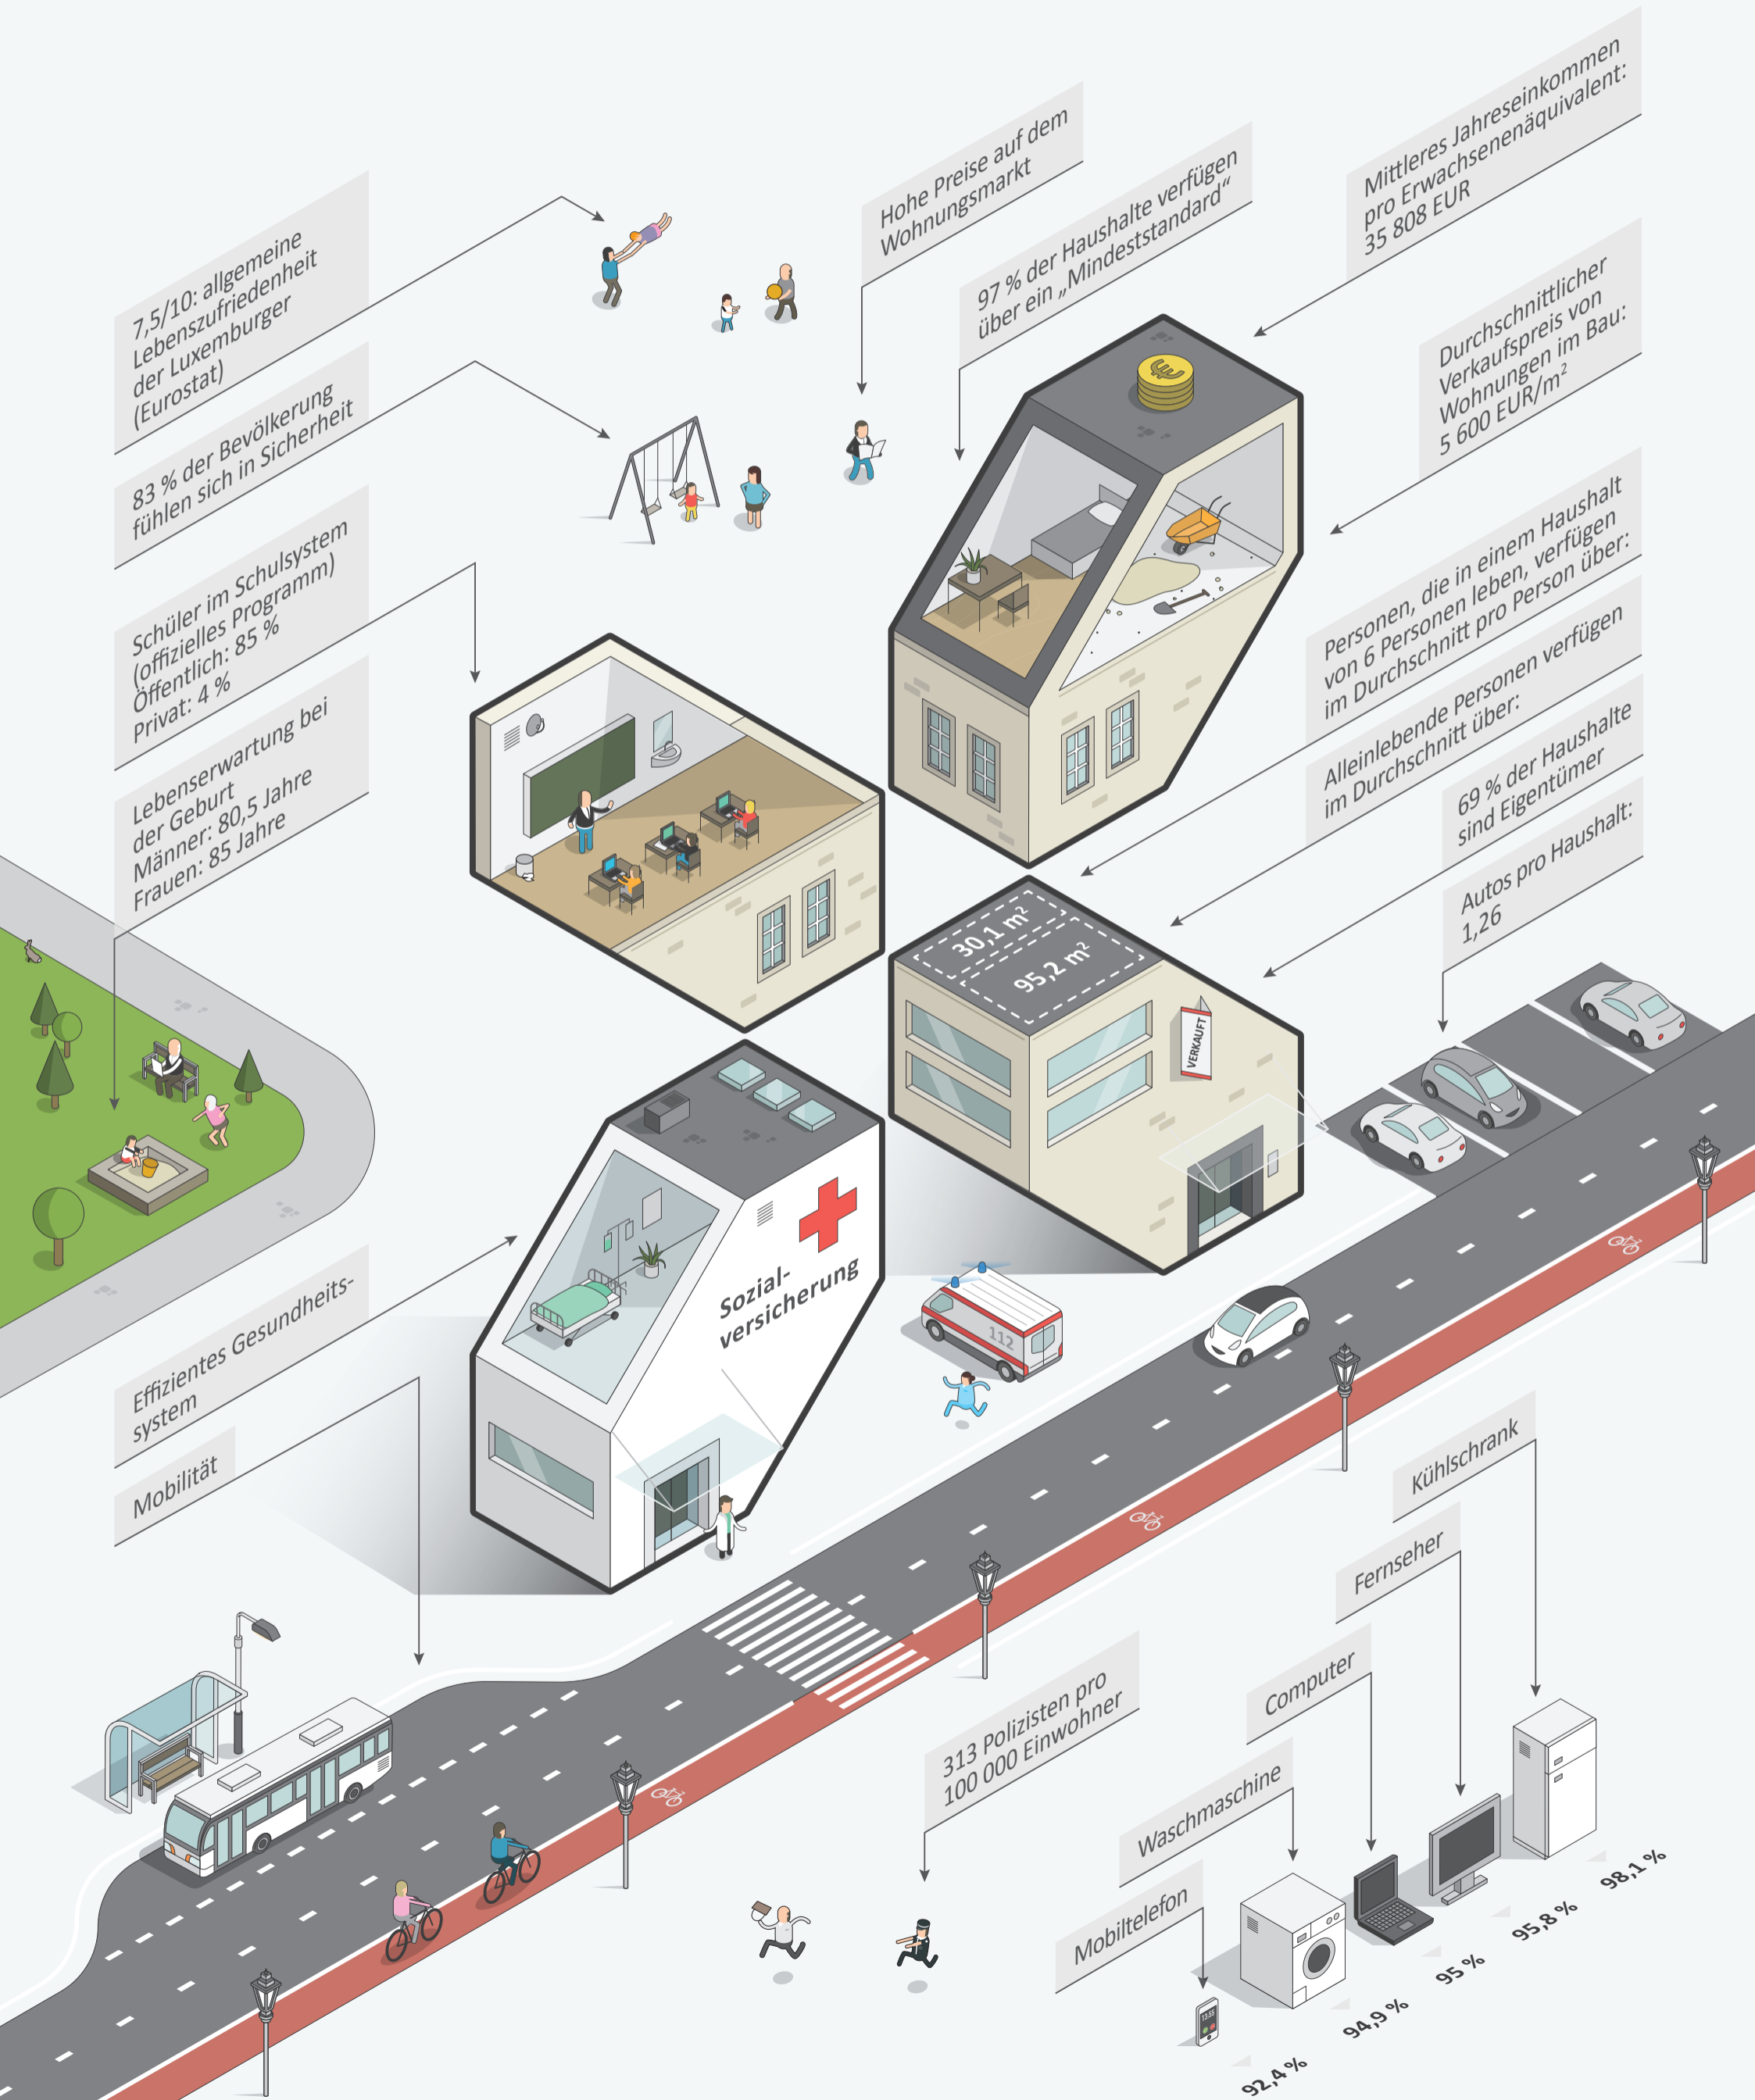 7,5/10: allgemeine
Lebenszufriedenheit
der Luxemburger
(Eurostat)
83 % der Bevölkerung
fühlen sich in Sicherheit
Schüler im Schulsystem
(offizielles Programm)
Öffentlich: 85 %
Privat: 4 %
Lebenserwartung bei
der Geburt
Männer: 80,5 Jahre
Frauen: 85 Jahre
Hohe Preise auf dem
Wohnungsmarkt
97 % der Haushalte verfügen
über ein „Mindeststandard“
Mittleres Jahreseinkommen
pro Erwachsenenäquivalent:
35 808 EUR
Durchschnittlicher
Verkaufspreis von
Wohnungen im Bau:
5 600 EUR/m²
Personen, die in einem Haushalt
von 6 Personen leben, verfügen
im Durchschnitt pro Person über:
Alleinlebende Personen verfügen
im Durchschnitt über:
69 % der Haushalte
sind Eigentümer
Autos pro Haushalt:
1,26
30,1 m²
95,2 m²
VERKAUFT
Sozial-
versicherung
112
Effizientes Gesundheits-
system
Mobilität
313 Polizisten pro
100 000 Einwohner
Kühlschrank
Fernseher
Computer
Waschmaschine
Mobiltelefon
98,1 %
95,8 %
95 %
94,9 %
92,4 %